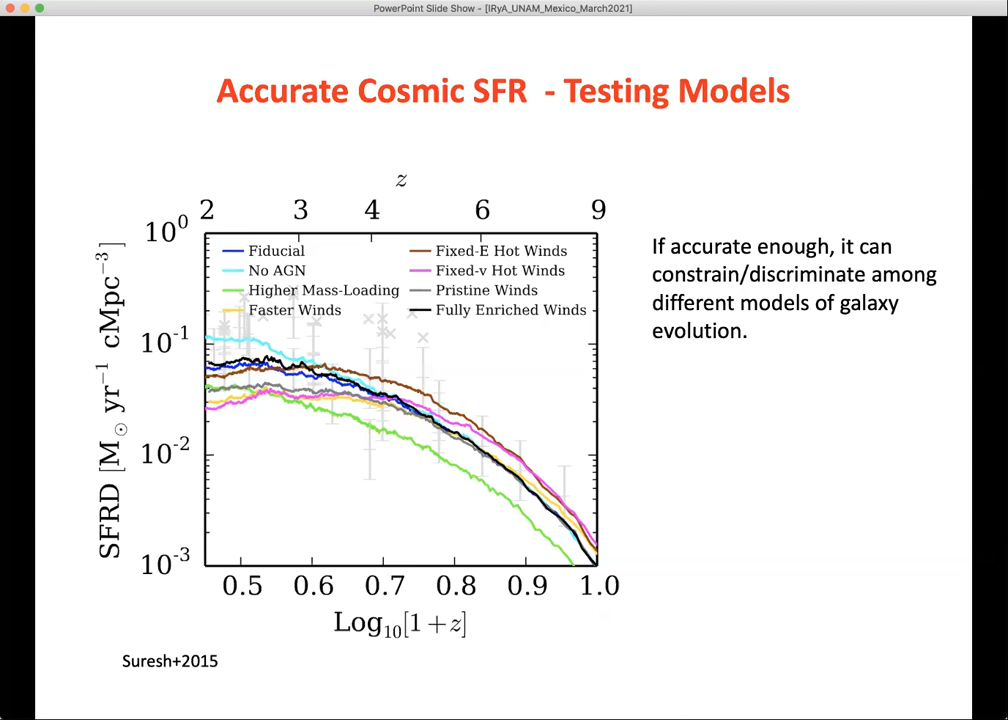 PowerPoint Slide Show - [IRyA_UNAM_Mexico_March2021]
Accurate Cosmic SFR - Testing Models
z
2 3 4 6 9
10⁰
10⁻¹
10⁻²
10⁻³
SFRD [M⊙ yr⁻¹ cMpc⁻³]
Fiducial
No AGN
Higher Mass-Loading
Faster Winds
Fixed-E Hot Winds
Fixed-v Hot Winds
Pristine Winds
Fully Enriched Winds
0.5 0.6 0.7 0.8 0.9 1.0
Log₁₀[1+z]
If accurate enough, it can
constrain/discriminate among
different models of galaxy
evolution.
Suresh+2015